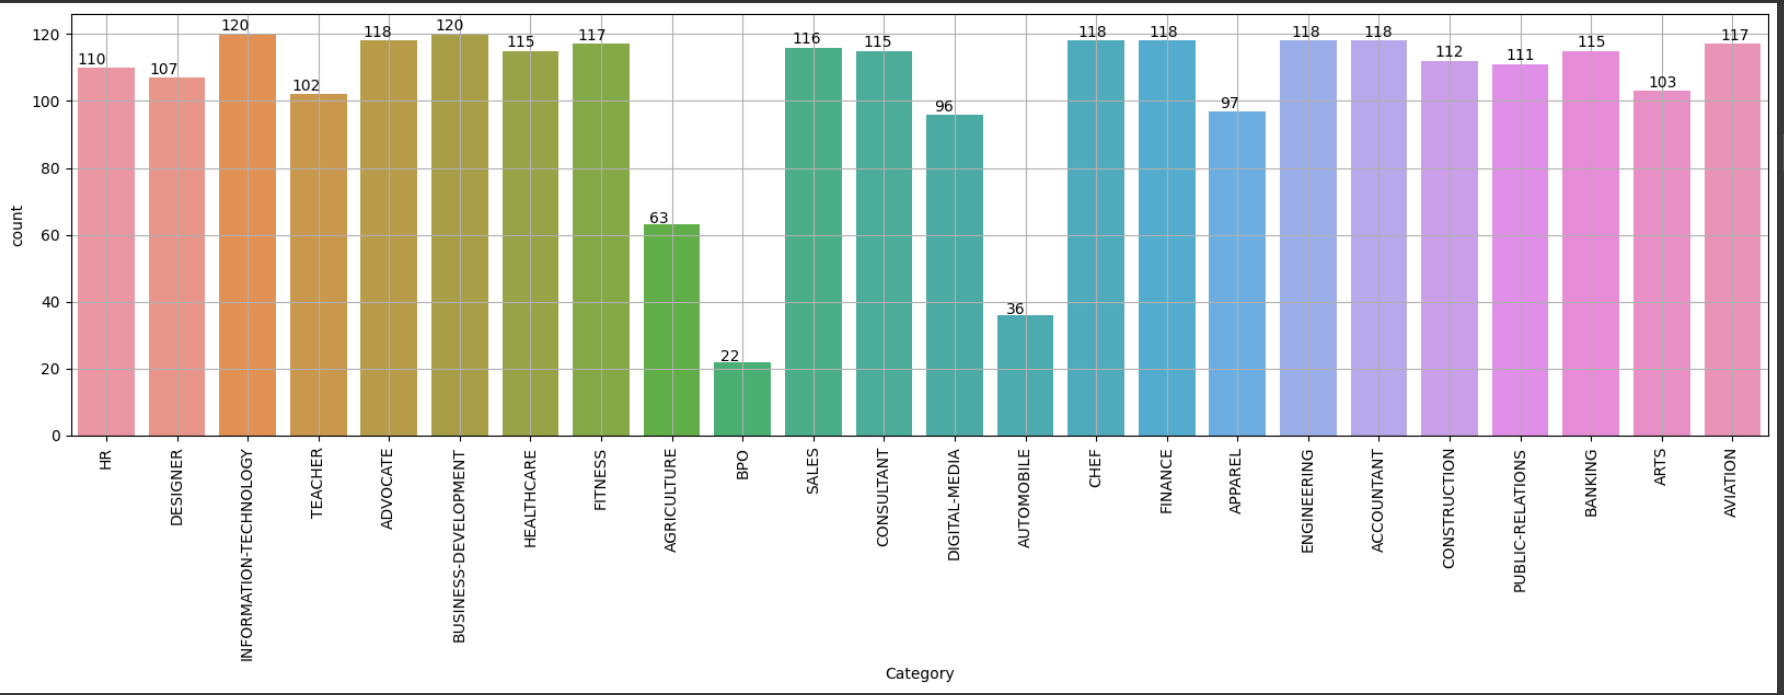 120
100
80
60
40
20
0
count
110
107
120
102
118
120
115
117
63
22
116
115
96
36
118
118
97
118
118
112
111
115
103
117
HR
DESIGNER
INFORMATION-TECHNOLOGY
TEACHER
ADVOCATE
BUSINESS-DEVELOPMENT
HEALTHCARE
FITNESS
AGRICULTURE
BPO
SALES
CONSULTANT
DIGITAL-MEDIA
AUTOMOBILE
CHEF
FINANCE
APPAREL
ENGINEERING
ACCOUNTANT
CONSTRUCTION
PUBLIC-RELATIONS
BANKING
ARTS
AVIATION
Category